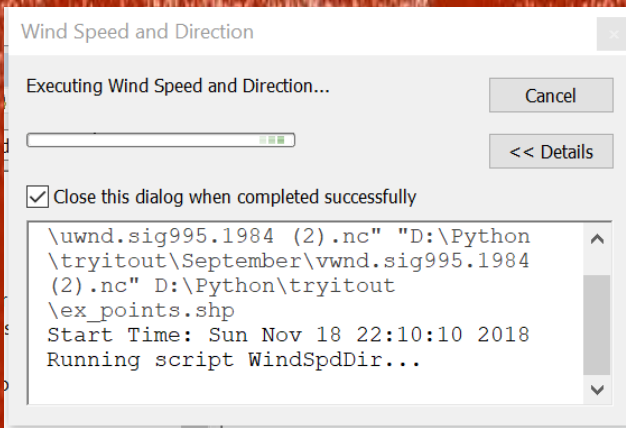 Wind Speed and Direction
Executing Wind Speed and Direction...
Cancel
<< Details
Close this dialog when completed successfully
\uwnd.sig995.1984 (2).nc" "D:\Python
\tryitout\September\vwnd.sig995.1984
(2).nc" D:\Python\tryitout
\ex_points.shp
Start Time: Sun Nov 18 22:10:10 2018
Running script WindSpdDir...